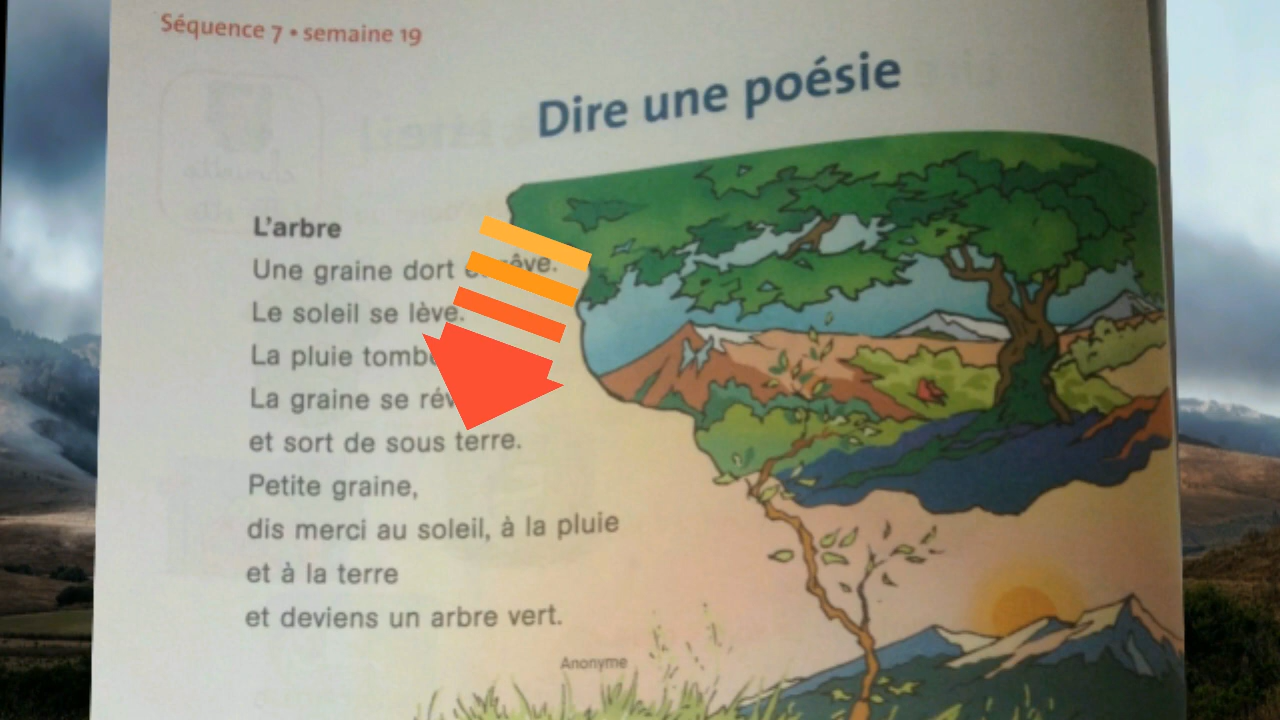 Séquence 7 • semaine 19
Dire une poésie
L'arbre
Une graine dort rêve.
Le soleil se lève.
La pluie
La graine se
et sort de sous terre.
Petite graine,
dis merci au soleil, à la pluie
et à la terre
et deviens un arbre vert.
Anonyme